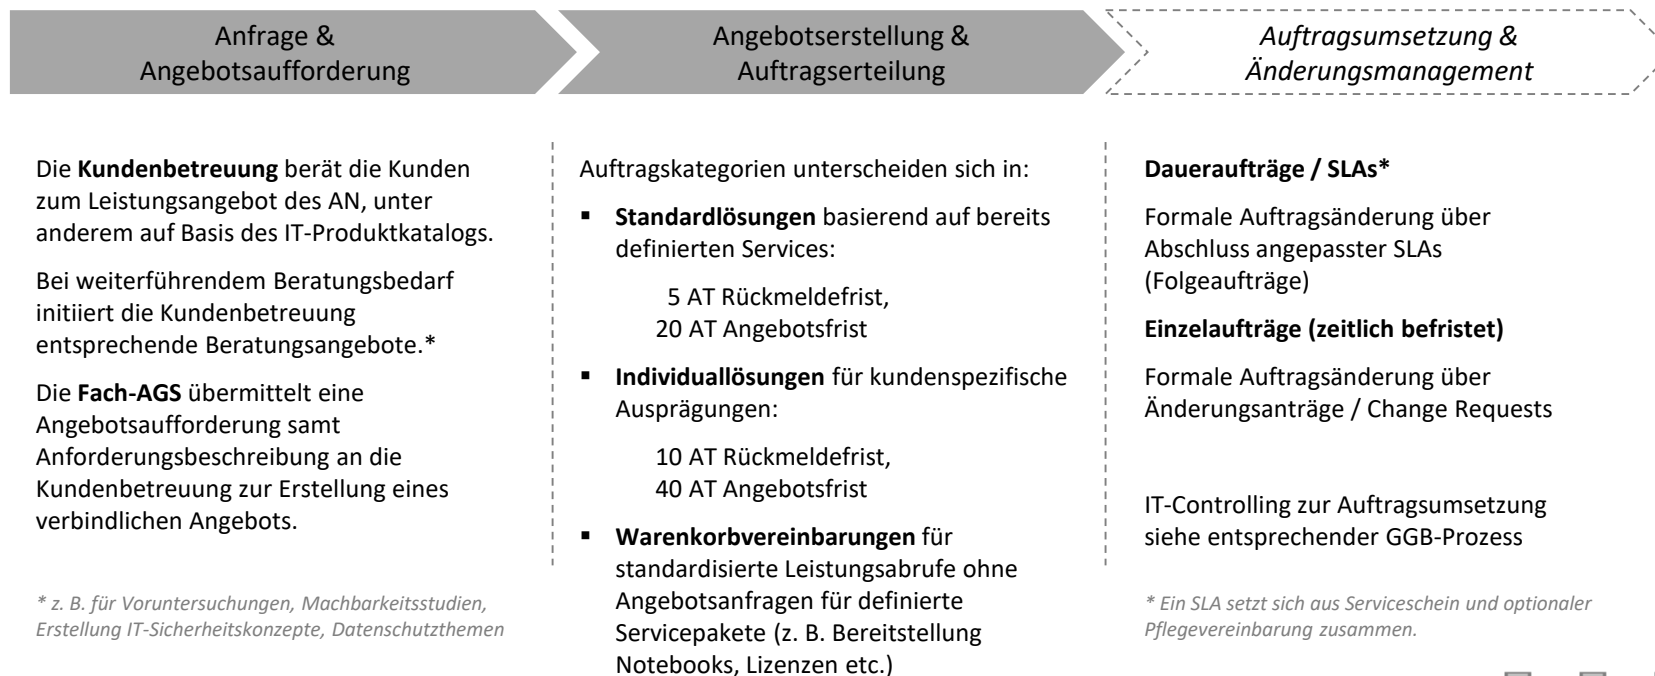 Anfrage &
Angebotsaufforderung
Angebotserstellung &
Auftragserteilung
Auftragsumsetzung &
Änderungsmanagement
Die Kundenbetreuung berät die Kunden
zum Leistungsangebot des AN, unter
anderem auf Basis des IT-Produktkatalogs.
Bei weiterführendem Beratungsbedarf
initiiert die Kundenbetreuung
entsprechende Beratungsangebote.*
Die Fach-AGS übermittelt eine
Angebotsaufforderung samt
Anforderungsbeschreibung an die
Kundenbetreuung zur Erstellung eines
verbindlichen Angebots.
* z. B. für Voruntersuchungen, Machbarkeitsstudien,
Erstellung IT-Sicherheitskonzepte, Datenschutzthemen
Auftragskategorien unterscheiden sich in:
▪ Standardlösungen basierend auf bereits
definierten Services:
5 AT Rückmeldefrist,
20 AT Angebotsfrist
▪ Individuallösungen für kundenspezifische
Ausprägungen:
10 AT Rückmeldefrist,
40 AT Angebotsfrist
▪ Warenkorbvereinbarungen für
standardisierte Leistungsabrufe ohne
Angebotsanfragen für definierte
Servicepakete (z. B. Bereitstellung
Notebooks, Lizenzen etc.)
Daueraufträge / SLAs*
Formale Auftragsänderung über
Abschluss angepasster SLAs
(Folgeaufträge)
Einzelaufträge (zeitlich befristet)
Formale Auftragsänderung über
Änderungsanträge / Change Requests
IT-Controlling zur Auftragsumsetzung
siehe entsprechender GGB-Prozess
* Ein SLA setzt sich aus Serviceschein und optionaler
Pflegevereinbarung zusammen.